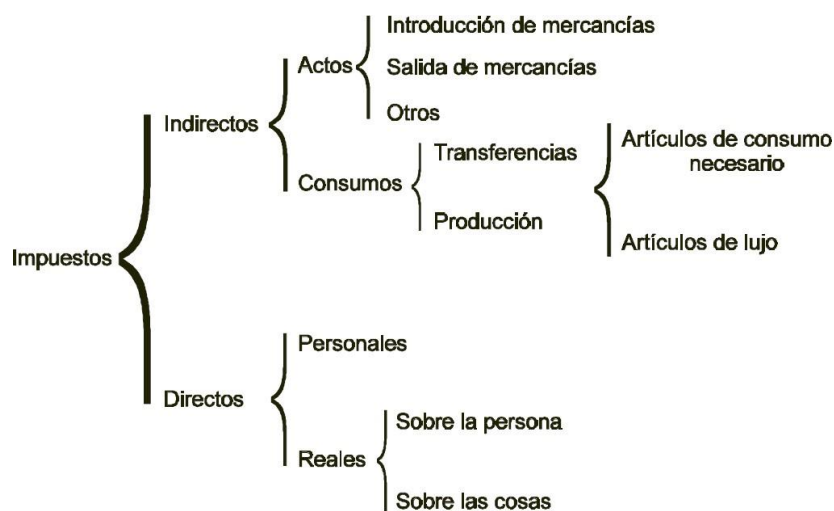 Impuestos
Indirectos
Actos
Introducción de mercancías
Salida de mercancías
Otros
Consumos
Transferencias
Producción
Artículos de consumo
necesario
Artículos de lujo
Directos
Personales
Reales
Sobre la persona
Sobre las cosas